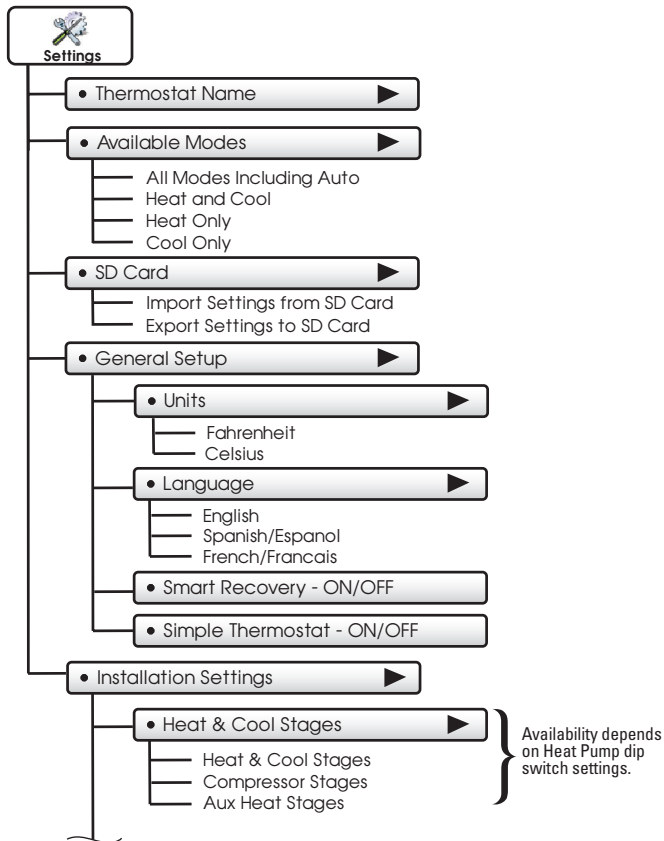 Settings
• Thermostat Name
• Available Modes
All Modes Including Auto
Heat and Cool
Heat Only
Cool Only
• SD Card
Import Settings from SD Card
Export Settings to SD Card
• General Setup
• Units
Fahrenheit
Celsius
• Language
English
Spanish/Espanol
French/Francais
• Smart Recovery - ON/OFF
• Simple Thermostat - ON/OFF
• Installation Settings
• Heat & Cool Stages
Heat & Cool Stages
Compressor Stages
Aux Heat Stages
Availability depends
on Heat Pump dip
switch settings.